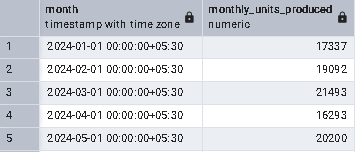 month monthly_units_produced
timestamp with time zone numeric
1 2024-01-01 00:00:00+05:30 17337
2 2024-02-01 00:00:00+05:30 19092
3 2024-03-01 00:00:00+05:30 21493
4 2024-04-01 00:00:00+05:30 16293
5 2024-05-01 00:00:00+05:30 20200